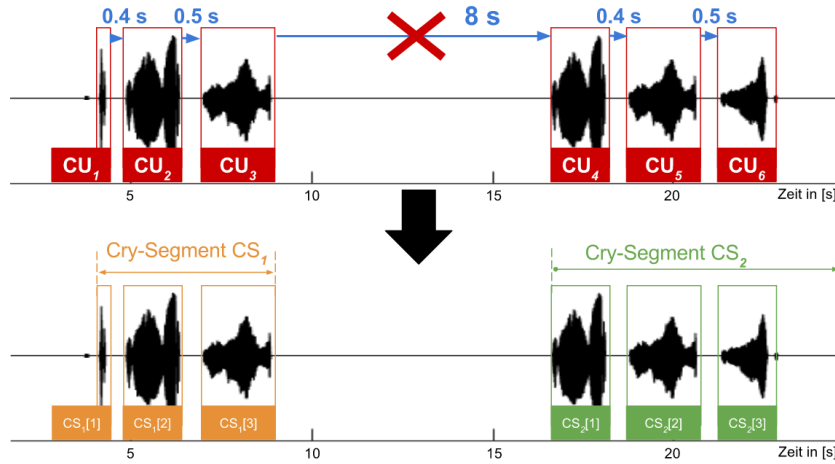 0.4 s 0.5 s 8 s 0.4 s 0.5 s
CU1 CU2 CU3 CU4 CU5 CU6
5 10 15 20 Zeit in [s]
Cry-Segment CS1 Cry-Segment CS2
CS1[1] CS1[2] CS1[3] CS2[1] CS2[2] CS2[3]
5 10 15 20 Zeit in [s]